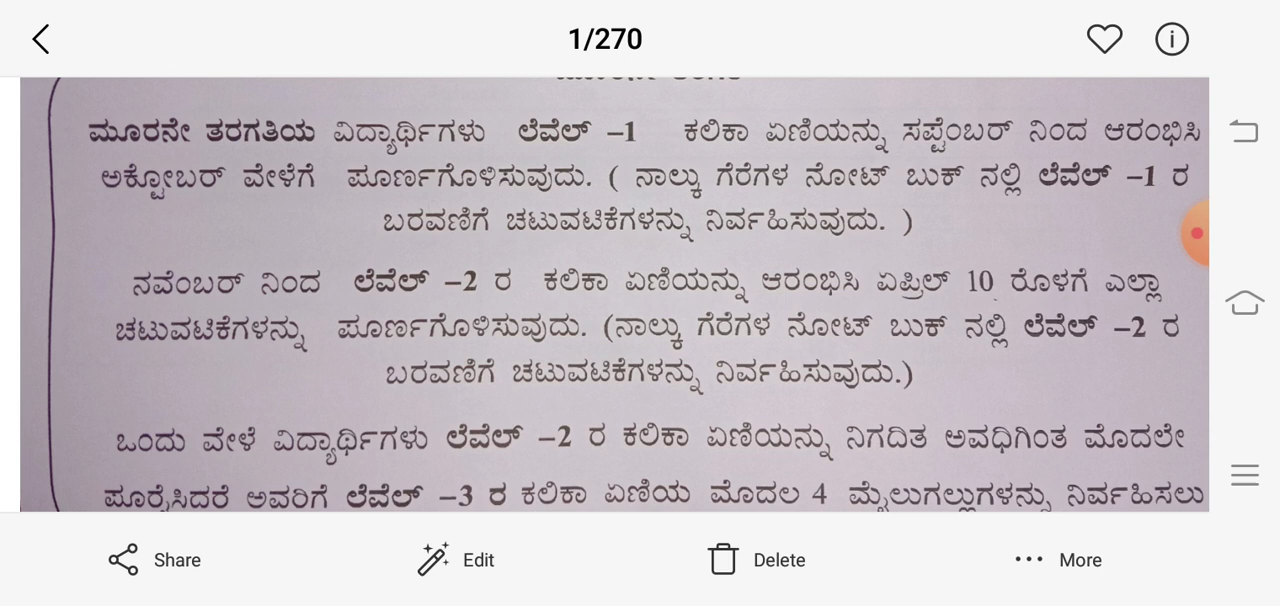 1/270
ಮೂರನೇ ತರಗತಿಯ ವಿದ್ಯಾರ್ಥಿಗಳು ಲೆವೆಲ್ –1 ಕಲಿಕಾ ಏಣಿಯನ್ನು ಸಪ್ಟೆಂಬರ್ ನಿಂದ ಆರಂಭಿಸಿ
ಅಕ್ಟೋಬರ್ ವೇಳೆಗೆ ಪೂರ್ಣಗೊಳಿಸುವುದು. ( ನಾಲ್ಕು ಗೆರೆಗಳ ನೋಟ್ ಬುಕ್ ನಲ್ಲಿ ಲೆವೆಲ್ –1 ರ
ಬರವಣಿಗೆ ಚಟುವಟಿಕೆಗಳನ್ನು ನಿರ್ವಹಿಸುವುದು. )
ನವೆಂಬರ್ ನಿಂದ ಲೆವೆಲ್ –2 ರ ಕಲಿಕಾ ಏಣಿಯನ್ನು ಆರಂಭಿಸಿ ಏಪ್ರಿಲ್ 10 ರೊಳಗೆ ಎಲ್ಲಾ
ಚಟುವಟಿಕೆಗಳನ್ನು ಪೂರ್ಣಗೊಳಿಸುವುದು. (ನಾಲ್ಕು ಗೆರೆಗಳ ನೋಟ್ ಬುಕ್ ನಲ್ಲಿ ಲೆವೆಲ್ –2 ರ
ಬರವಣಿಗೆ ಚಟುವಟಿಕೆಗಳನ್ನು ನಿರ್ವಹಿಸುವುದು.)
ಒಂದು ವೇಳೆ ವಿದ್ಯಾರ್ಥಿಗಳು ಲೆವೆಲ್ –2 ರ ಕಲಿಕಾ ಏಣಿಯನ್ನು ನಿಗದಿತ ಅವಧಿಗಿಂತ ಮೊದಲೇ
ಪೂರೈಸಿದರೆ ಅವರಿಗೆ ಲೆವೆಲ್ –3 ರ ಕಲಿಕಾ ಏಣಿಯ ಮೊದಲ 4 ಮೈಲುಗಲ್ಲುಗಳನ್ನು ನಿರ್ವಹಿಸಲು
Share Edit Delete More